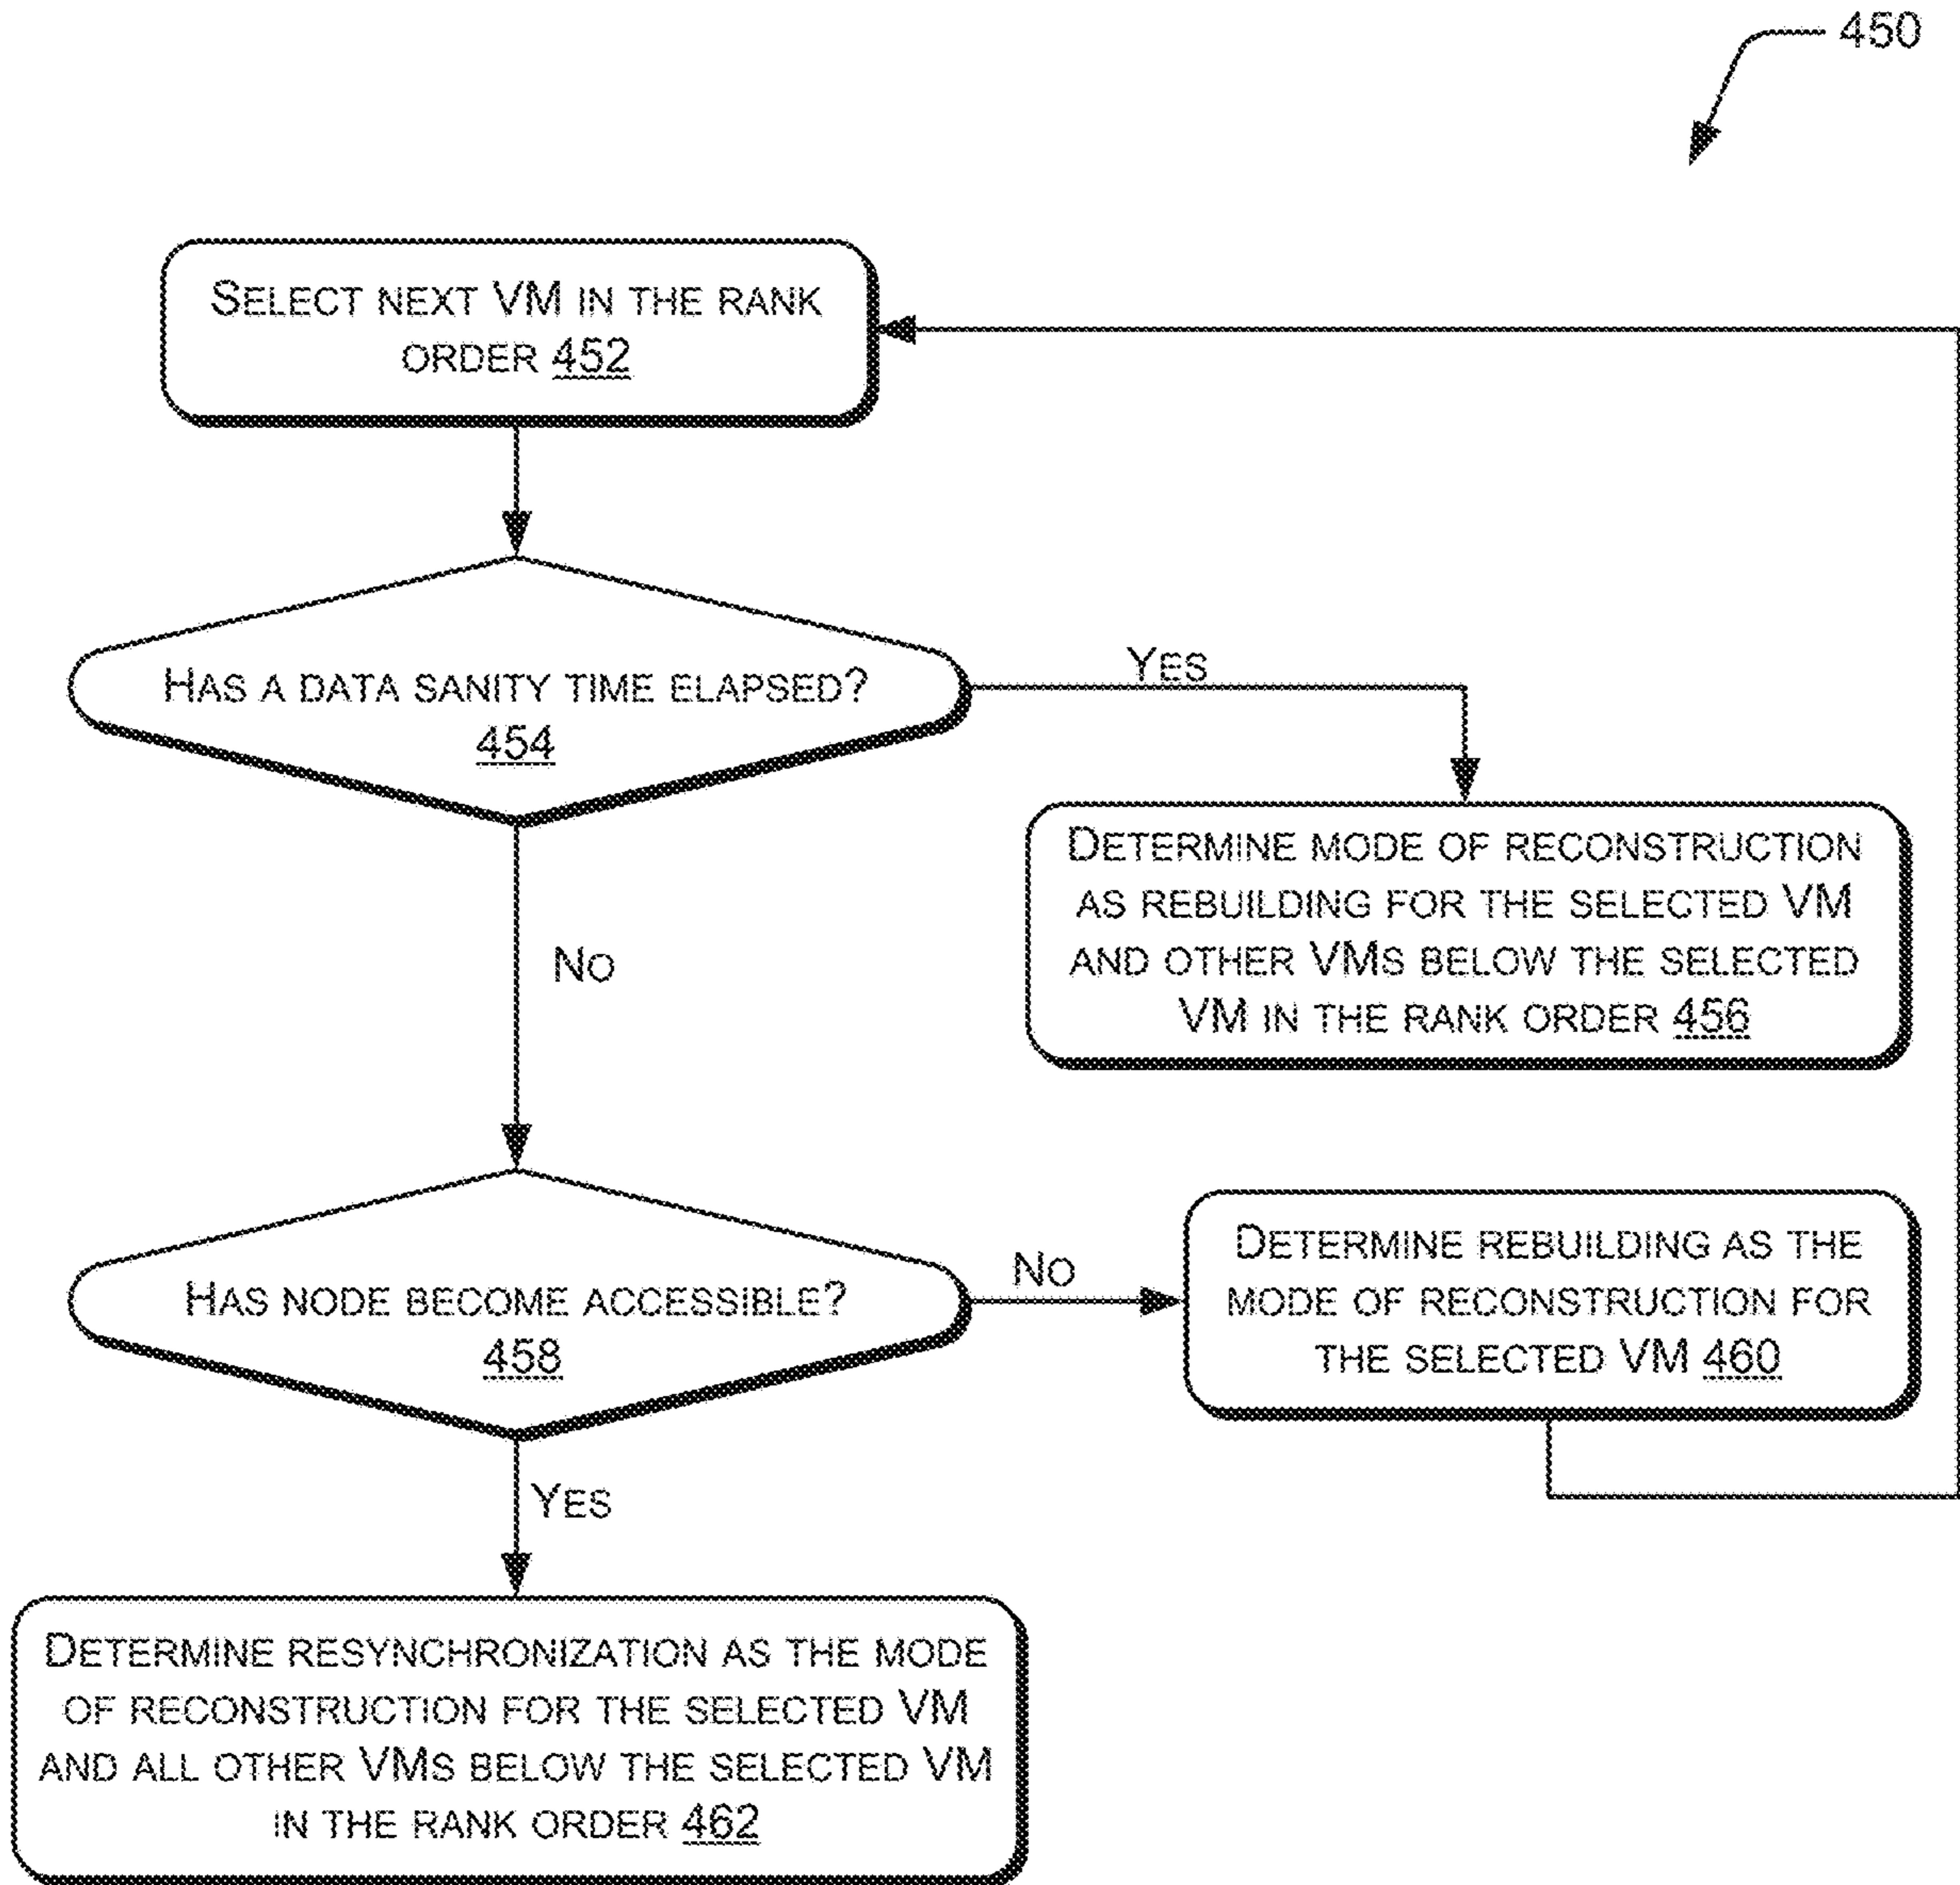 450
SELECT NEXT VM IN THE RANK
ORDER 452
HAS A DATA SANITY TIME ELAPSED?
454
YES
DETERMINE MODE OF RECONSTRUCTION
AS REBUILDING FOR THE SELECTED VM
AND OTHER VMS BELOW THE SELECTED
VM IN THE RANK ORDER 456
NO
HAS NODE BECOME ACCESSIBLE?
458
NO
DETERMINE REBUILDING AS THE
MODE OF RECONSTRUCTION FOR
THE SELECTED VM 460
YES
DETERMINE RESYNCHRONIZATION AS THE MODE
OF RECONSTRUCTION FOR THE SELECTED VM
AND ALL OTHER VMS BELOW THE SELECTED VM
IN THE RANK ORDER 462